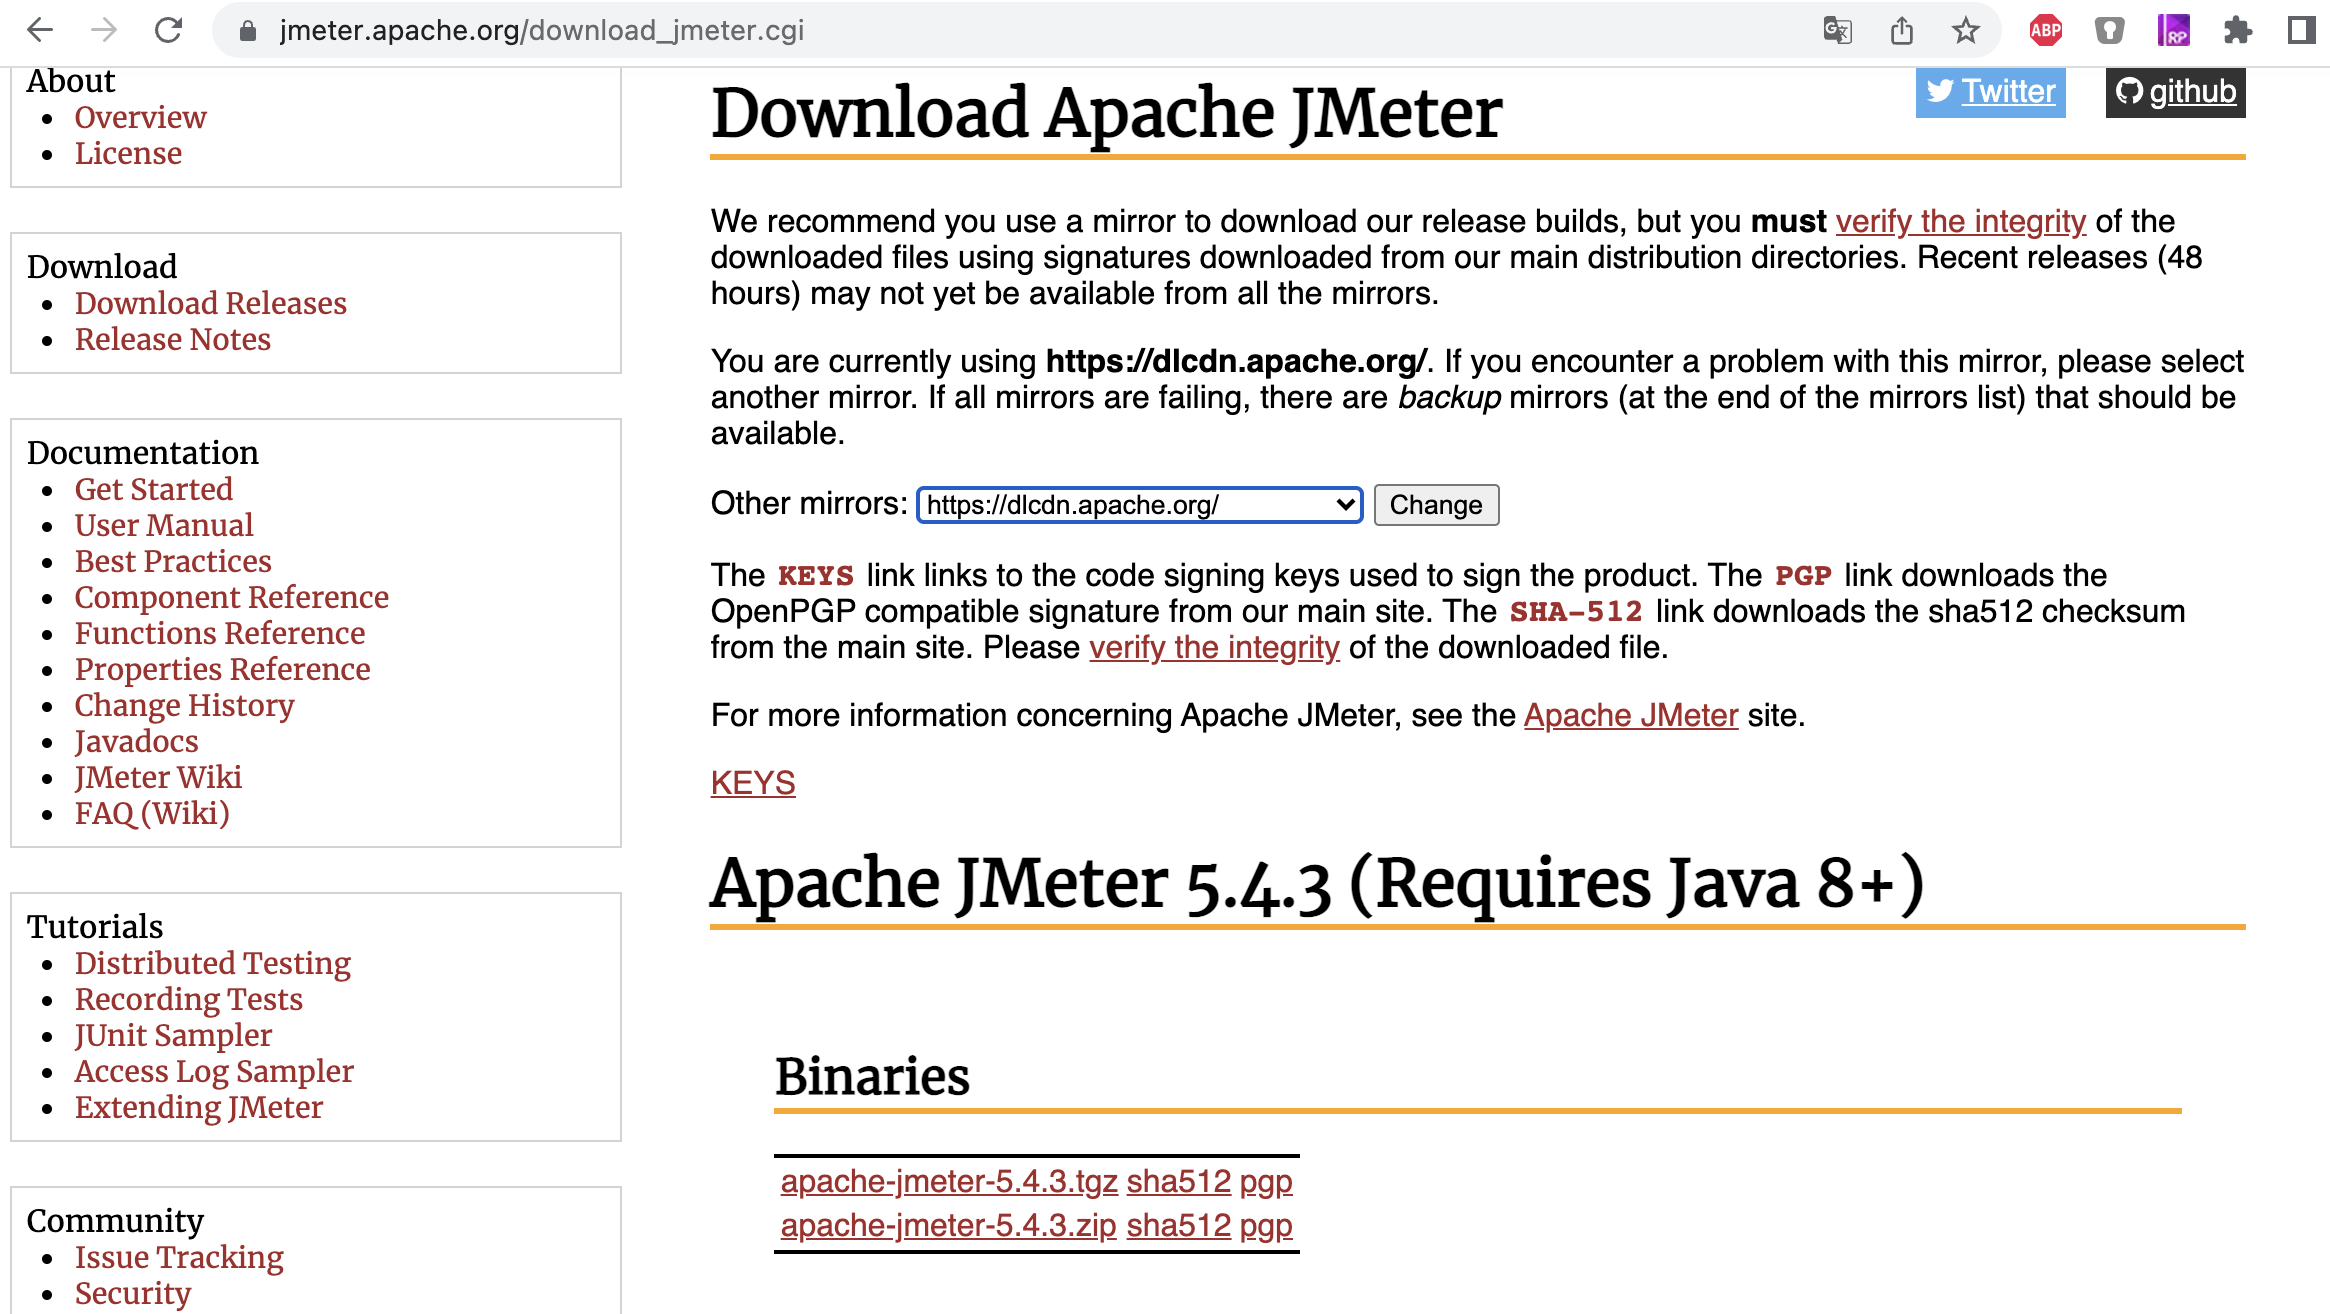 jmeter.apache.org/download_jmeter.cgi
ABP
RP
About
Overview
License
Download
Download Releases
Release Notes
Documentation
Get Started
User Manual
Best Practices
Component Reference
Functions Reference
Properties Reference
Change History
Javadocs
JMeter Wiki
FAQ (Wiki)
Tutorials
Distributed Testing
Recording Tests
JUnit Sampler
Access Log Sampler
Extending JMeter
Community
Issue Tracking
Security
Twitter
github
Download Apache JMeter
We recommend you use a mirror to download our release builds, but you must verify the integrity of the
downloaded files using signatures downloaded from our main distribution directories. Recent releases (48
hours) may not yet be available from all the mirrors.
You are currently using https://dlcdn.apache.org/. If you encounter a problem with this mirror, please select
another mirror. If all mirrors are failing, there are backup mirrors (at the end of the mirrors list) that should be
available.
Other mirrors: https://dlcdn.apache.org/ Change
The KEYS link links to the code signing keys used to sign the product. The PGP link downloads the
OpenPGP compatible signature from our main site. The SHA-512 link downloads the sha512 checksum
from the main site. Please verify the integrity of the downloaded file.
For more information concerning Apache JMeter, see the Apache JMeter site.
KEYS
Apache JMeter 5.4.3 (Requires Java 8+)
Binaries
apache-jmeter-5.4.3.tgz sha512 pgp
apache-jmeter-5.4.3.zip sha512 pgp